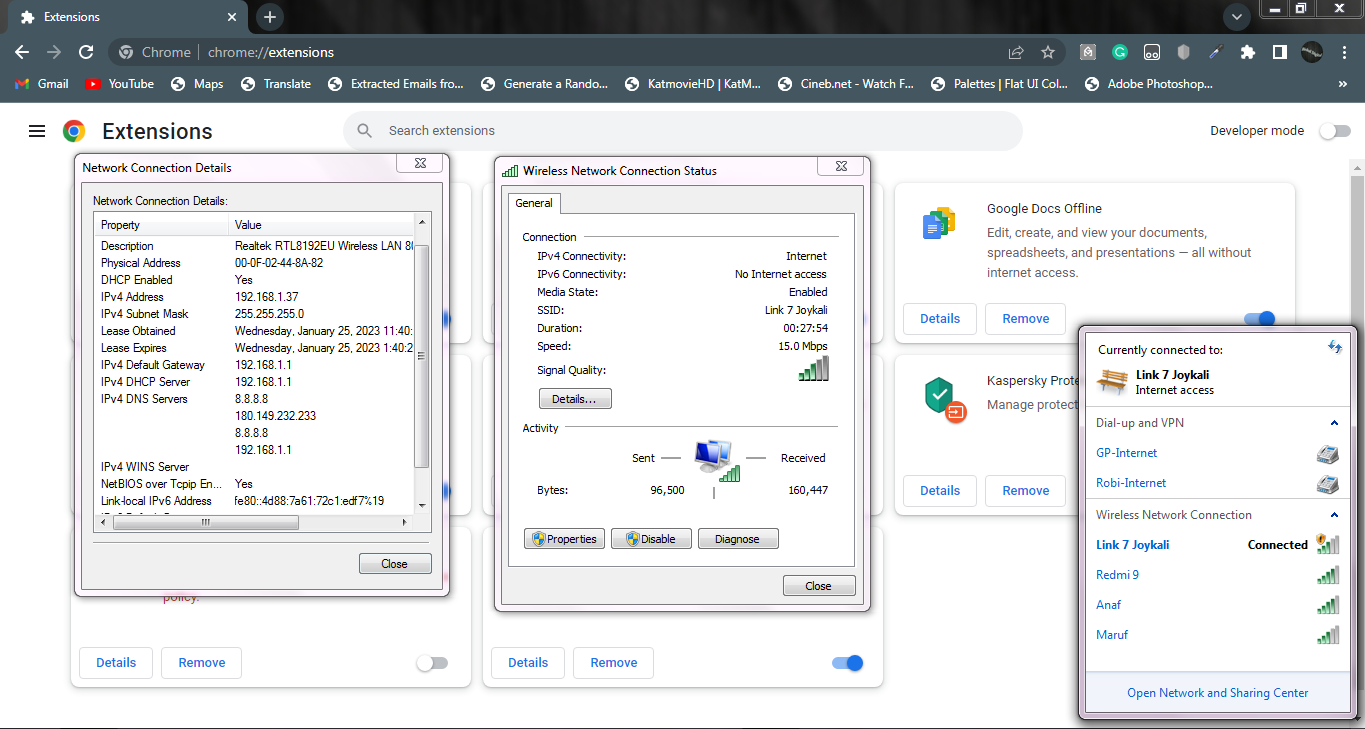 Extensions
Chrome
chrome://extensions
Gmail
YouTube
Maps
Translate
Extracted Emails fro...
Generate a Rando...
KatmovieHD | KatM...
Cineb.net - Watch F...
Palettes | Flat UI Col...
Adobe Photoshop...
»
Extensions
Search extensions
Developer mode
Network Connection Details
Network Connection Details:
Property Value
Description Realtek RTL8192EU Wireless LAN 80
Physical Address 00-0F-02-44-8A-82
DHCP Enabled Yes
IPv4 Address 192.168.1.37
IPv4 Subnet Mask 255.255.255.0
Lease Obtained Wednesday, January 25, 2023 11:40:
Lease Expires Wednesday, January 25, 2023 1:40:2
IPv4 Default Gateway 192.168.1.1
IPv4 DHCP Server 192.168.1.1
IPv4 DNS Servers 8.8.8.8
180.149.232.233
8.8.8.8
192.168.1.1
IPv4 WINS Server
NetBIOS over Tcpip En... Yes
Link-local IPv6 Address fe80::4d88:7a61:72c1:edf7%19
Close
policy.
Details Remove
Wireless Network Connection Status
General
Connection
IPv4 Connectivity: Internet
IPv6 Connectivity: No Internet access
Media State: Enabled
SSID: Link 7 Joykali
Duration: 00:27:54
Speed: 15.0 Mbps
Signal Quality:
Details...
Activity
Sent Received
Bytes: 96,500 160,447
Properties Disable Diagnose
Close
Details Remove
Google Docs Offline
Edit, create, and view your documents,
spreadsheets, and presentations — all without
internet access.
Details Remove
Kaspersky Prote
Manage protect
Details Remove
Currently connected to:
Link 7 Joykali
Internet access
Dial-up and VPN
GP-Internet
Robi-Internet
Wireless Network Connection
Link 7 Joykali Connected
Redmi 9
Anaf
Maruf
Open Network and Sharing Center